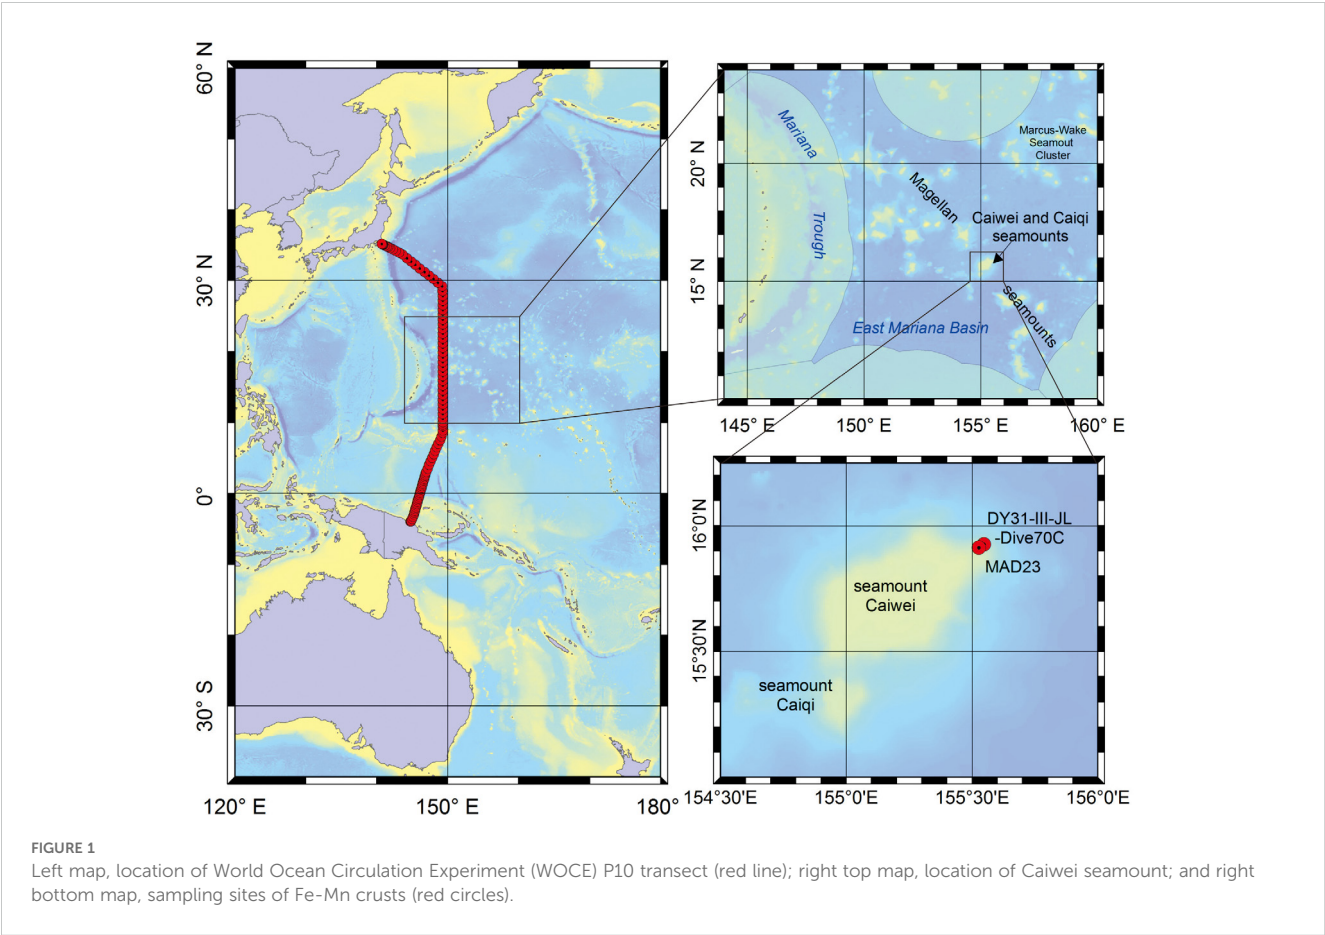 60° N
30° N
0°
30° S
120° E
150° E
180°
Mariana
Trough
Magellan
seamounts
Marcus-Wake
Seamout
Cluster
Caiwei and Caiqi
seamounts
East Mariana Basin
20° N
15° N
145° E
150° E
155° E
160° E
16°0'N
15°30'N
DY31-III-JL
-Dive70C
MAD23
seamount
Caiwei
seamount
Caiqi
154°30'E
155°0'E
155°30'E
156°0'E
FIGURE 1
Left map, location of World Ocean Circulation Experiment (WOCE) P10 transect (red line); right top map, location of Caiwei seamount; and right
bottom map, sampling sites of Fe-Mn crusts (red circles).